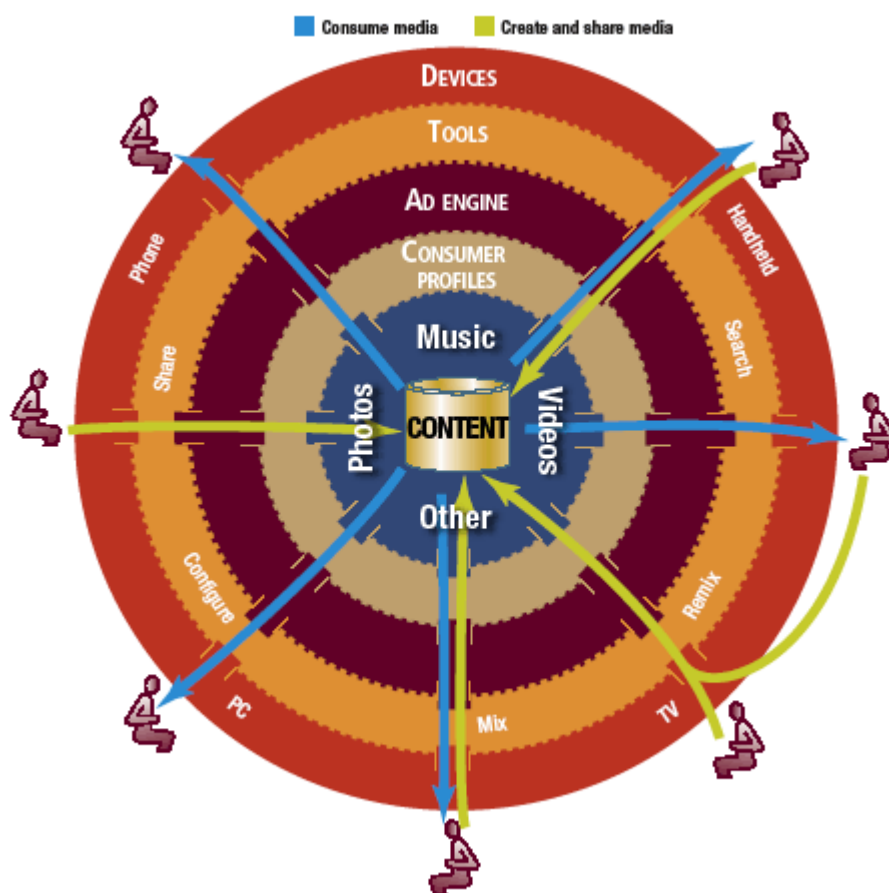 Consume media
Create and share media
DEVICES
TOOLS
AD ENGINE
CONSUMER
PROFILES
Music
Photos
CONTENT
Videos
Other
Phone
Handheld
Share
Search
Configure
Remix
PC
Mix
TV